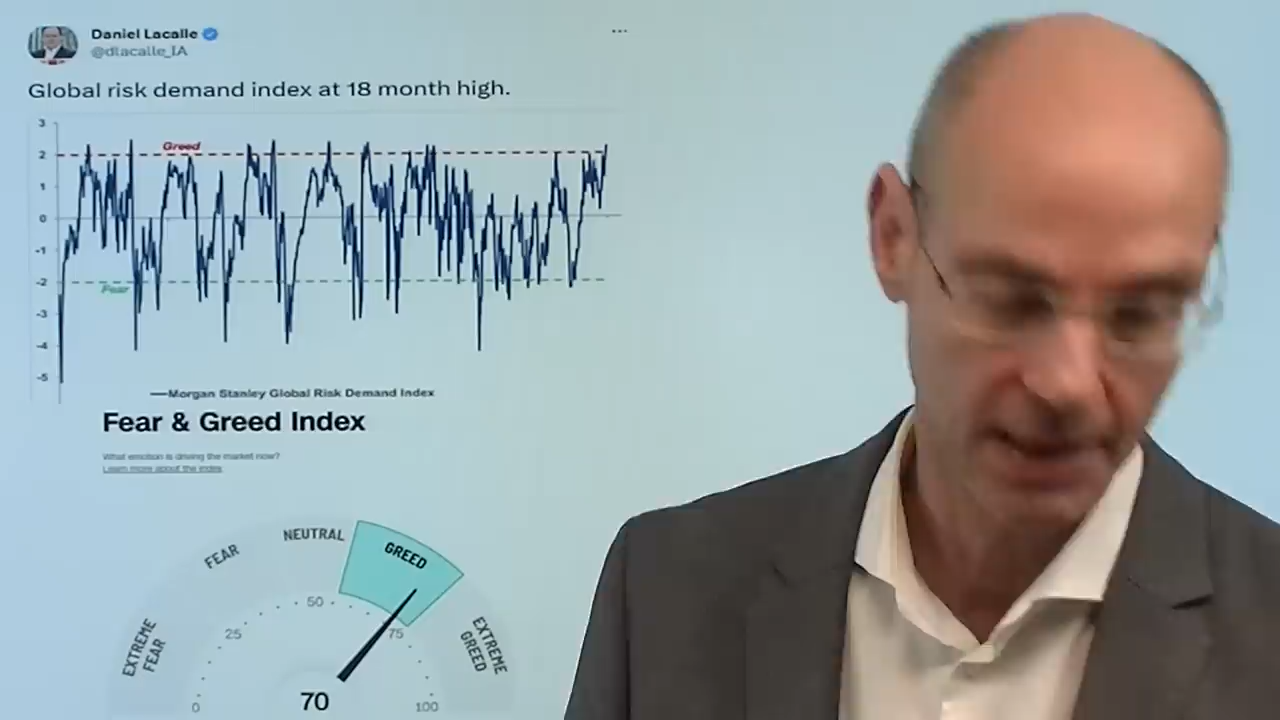 Daniel Lacalle
@dlacalle_IA
...
Global risk demand index at 18 month high.
3
Greed
2
1
0
-1
-2
Fear
-3
-4
-5
Morgan Stanley Global Risk Demand Index
Fear & Greed Index
What emotion is driving the market now?
Learn more about the index
NEUTRAL
FEAR
GREED
EXTREME FEAR
EXTREME GREED
50
25
75
0
70
100